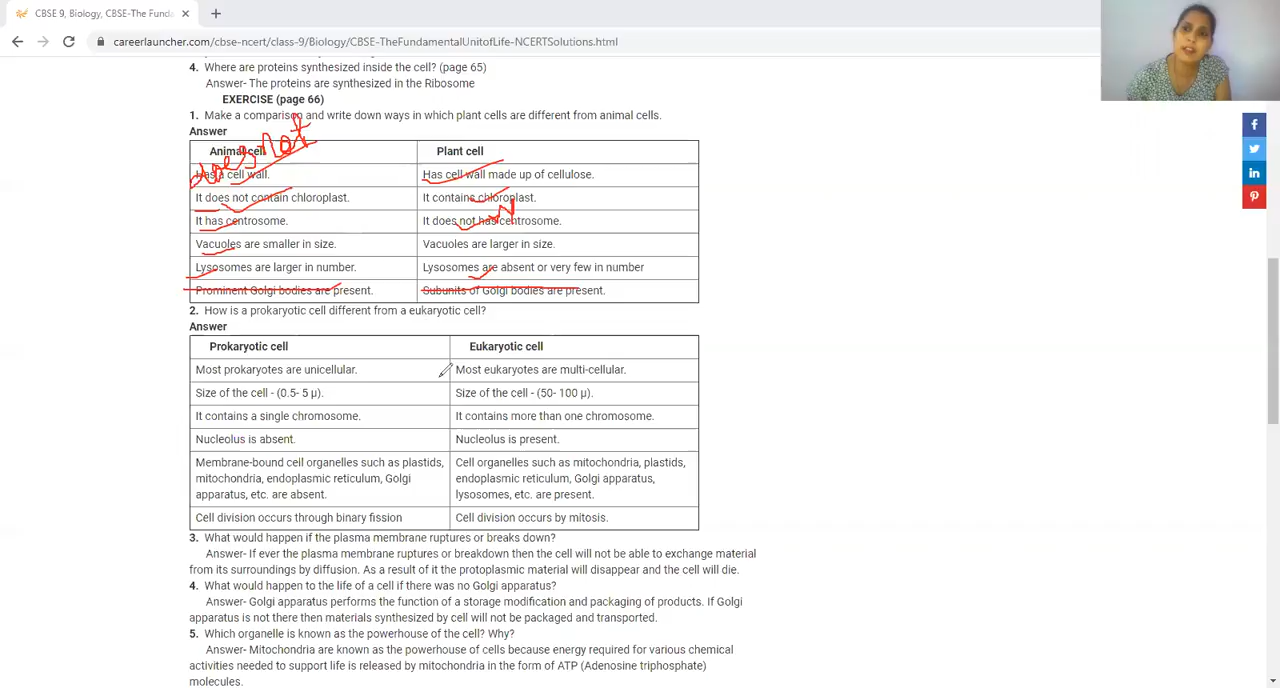 CBSE 9, Biology, CBSE-The Funda
careerlauncher.com/cbse-ncert/class-9/Biology/CBSE-TheFundamentalUnitofLife-NCERTSolutions.html
4. Where are proteins synthesized inside the cell? (page 65)
Answer- The proteins are synthesized in the Ribosome
EXERCISE (page 66)
1. Make a comparison and write down ways in which plant cells are different from animal cells.
Answer
does not
Animal cell Plant cell
Has a cell wall. Has cell wall made up of cellulose.
It does not contain chloroplast. It contains chloroplast.
It has centrosome. It does not has centrosome.
Vacuoles are smaller in size. Vacuoles are larger in size.
Lysosomes are larger in number. Lysosomes are absent or very few in number
Prominent Golgi bodies are present. Subunits of Golgi bodies are present.
2. How is a prokaryotic cell different from a eukaryotic cell?
Answer
Prokaryotic cell Eukaryotic cell
Most prokaryotes are unicellular. Most eukaryotes are multi-cellular.
Size of the cell - (0.5- 5 µ). Size of the cell - (50- 100 µ).
It contains a single chromosome. It contains more than one chromosome.
Nucleolus is absent. Nucleolus is present.
Membrane-bound cell organelles such as plastids, Cell organelles such as mitochondria, plastids,
mitochondria, endoplasmic reticulum, Golgi endoplasmic reticulum, Golgi apparatus,
apparatus, etc. are absent. lysosomes, etc. are present.
Cell division occurs through binary fission Cell division occurs by mitosis.
3. What would happen if the plasma membrane ruptures or breaks down?
Answer- If ever the plasma membrane ruptures or breakdown then the cell will not be able to exchange material
from its surroundings by diffusion. As a result of it the protoplasmic material will disappear and the cell will die.
4. What would happen to the life of a cell if there was no Golgi apparatus?
Answer- Golgi apparatus performs the function of a storage modification and packaging of products. If Golgi
apparatus is not there then materials synthesized by cell will not be packaged and transported.
5. Which organelle is known as the powerhouse of the cell? Why?
Answer- Mitochondria are known as the powerhouse of cells because energy required for various chemical
activities needed to support life is released by mitochondria in the form of ATP (Adenosine triphosphate)
molecules.